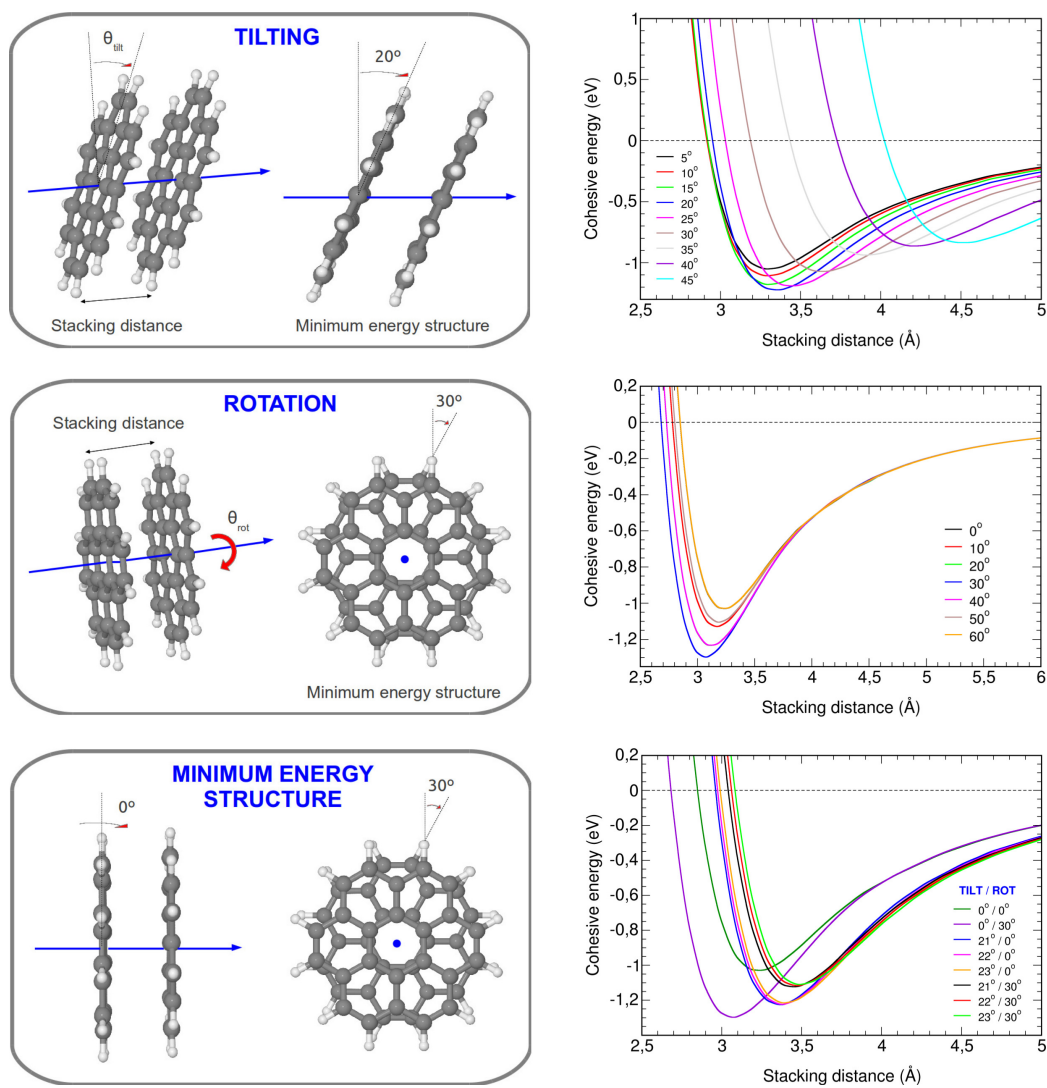 TILTING
θtilt
20º
Stacking distance
Minimum energy structure
1
0,5
0
-0,5
-1
Cohesive energy (eV)
5º
10º
15º
20º
25º
30º
35º
40º
45º
2,5 3 3,5 4 4,5 5
Stacking distance (Å)
ROTATION
30º
Stacking distance
θrot
Minimum energy structure
0,2
0
-0,2
-0,4
-0,6
-0,8
-1
-1,2
Cohesive energy (eV)
0º
10º
20º
30º
40º
50º
60º
2,5 3 3,5 4 4,5 5 5,5 6
Stacking distance (Å)
MINIMUM ENERGY
STRUCTURE
0º
30º
0,2
0
-0,2
-0,4
-0,6
-0,8
-1
-1,2
Cohesive energy (eV)
TILT / ROT
0º / 0º
0º / 30º
21º / 0º
22º / 0º
23º / 0º
21º / 30º
22º / 30º
23º / 30º
2,5 3 3,5 4 4,5 5
Stacking distance (Å)